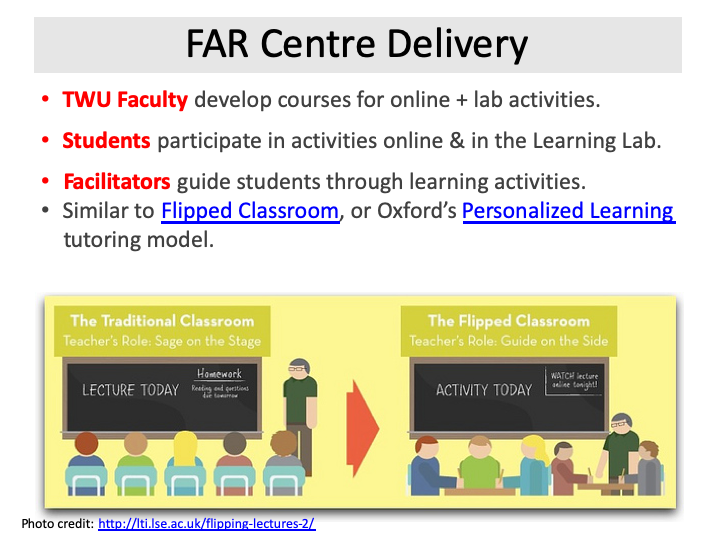 FAR Centre Delivery
• TWU Faculty develop courses for online + lab activities.
• Students participate in activities online & in the Learning Lab.
• Facilitators guide students through learning activities.
• Similar to Flipped Classroom, or Oxford's Personalized Learning
tutoring model.
The Traditional Classroom
Teacher's Role: Sage on the Stage
LECTURE TODAY
Homework
Reading and questions
due tomorrow
The Flipped Classroom
Teacher's Role: Guide on the Side
ACTIVITY TODAY
WATCH lecture
online tonight!
Photo credit: http://lti.lse.ac.uk/flipping-lectures-2/